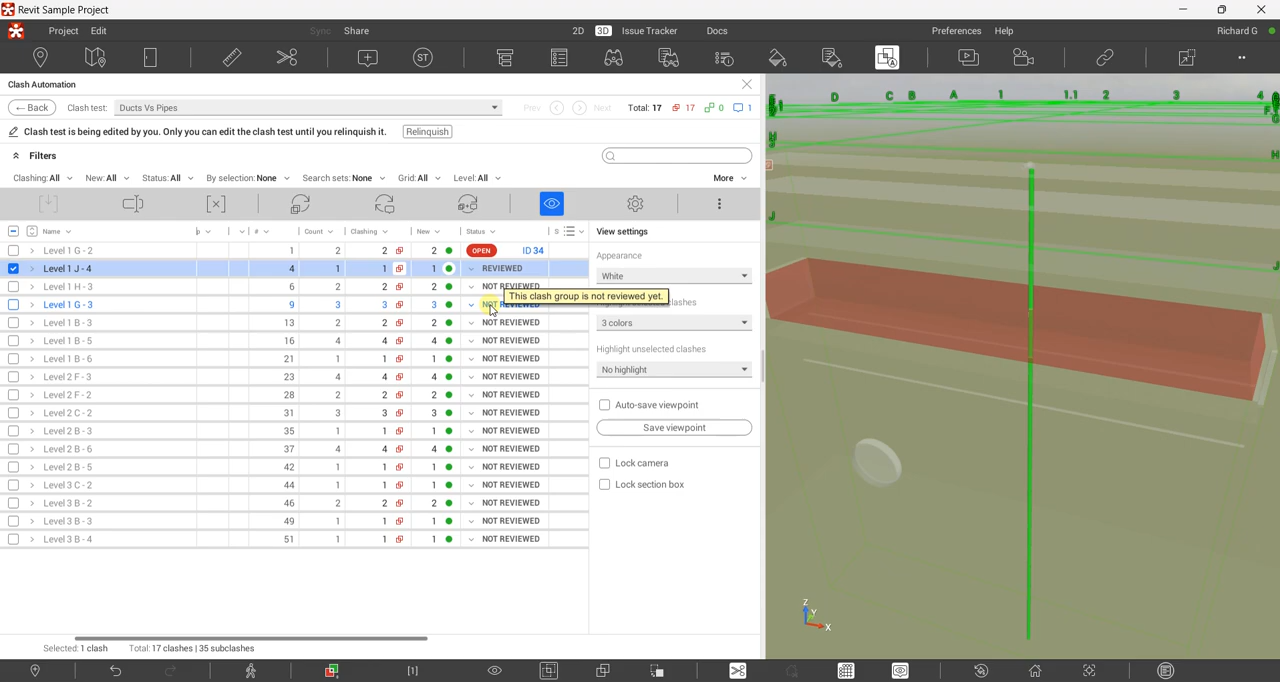 Revit Sample Project
Project Edit Sync Share 2D 3D Issue Tracker Docs Preferences Help Richard G
ST
Clash Automation
← Back Clash test: Ducts Vs Pipes Prev Next Total: 17 17 0 1
Clash test is being edited by you. Only you can edit the clash test until you relinquish it. Relinquish
Filters
Clashing: All New: All Status: All By selection: None Search sets: None Grid: All Level: All More
Name # Count Clashing New Status S
View settings
Level 1 G - 2 1 2 2 2 OPEN ID 34
Level 1 J - 4 4 1 1 1 REVIEWED
Level 1 H - 3 6 2 2 2 NOT
Level 1 G - 3 9 3 3 3 NOT REVIEWED
Level 1 B - 3 13 2 2 2 NOT REVIEWED
Level 1 B - 5 16 4 4 4 NOT REVIEWED
Level 1 B - 6 21 1 1 1 NOT REVIEWED
Level 2 F - 3 23 4 4 4 NOT REVIEWED
Level 2 F - 2 28 2 2 2 NOT REVIEWED
Level 2 C - 2 31 3 3 3 NOT REVIEWED
Level 2 B - 3 35 1 1 1 NOT REVIEWED
Level 2 B - 6 37 4 4 4 NOT REVIEWED
Level 2 B - 5 42 1 1 1 NOT REVIEWED
Level 3 C - 2 44 1 1 1 NOT REVIEWED
Level 3 B - 2 46 2 2 2 NOT REVIEWED
Level 3 B - 3 49 1 1 1 NOT REVIEWED
Level 3 B - 4 51 1 1 1 NOT REVIEWED
This clash group is not reviewed yet.
Appearance
White
clashes
3 colors
Highlight unselected clashes
No highlight
Auto-save viewpoint
Save viewpoint
Lock camera
Lock section box
D C B A 1 1.1 2 3 4
H
J
J
Z
Y
X
Selected: 1 clash Total: 17 clashes | 35 subclashes
[1]